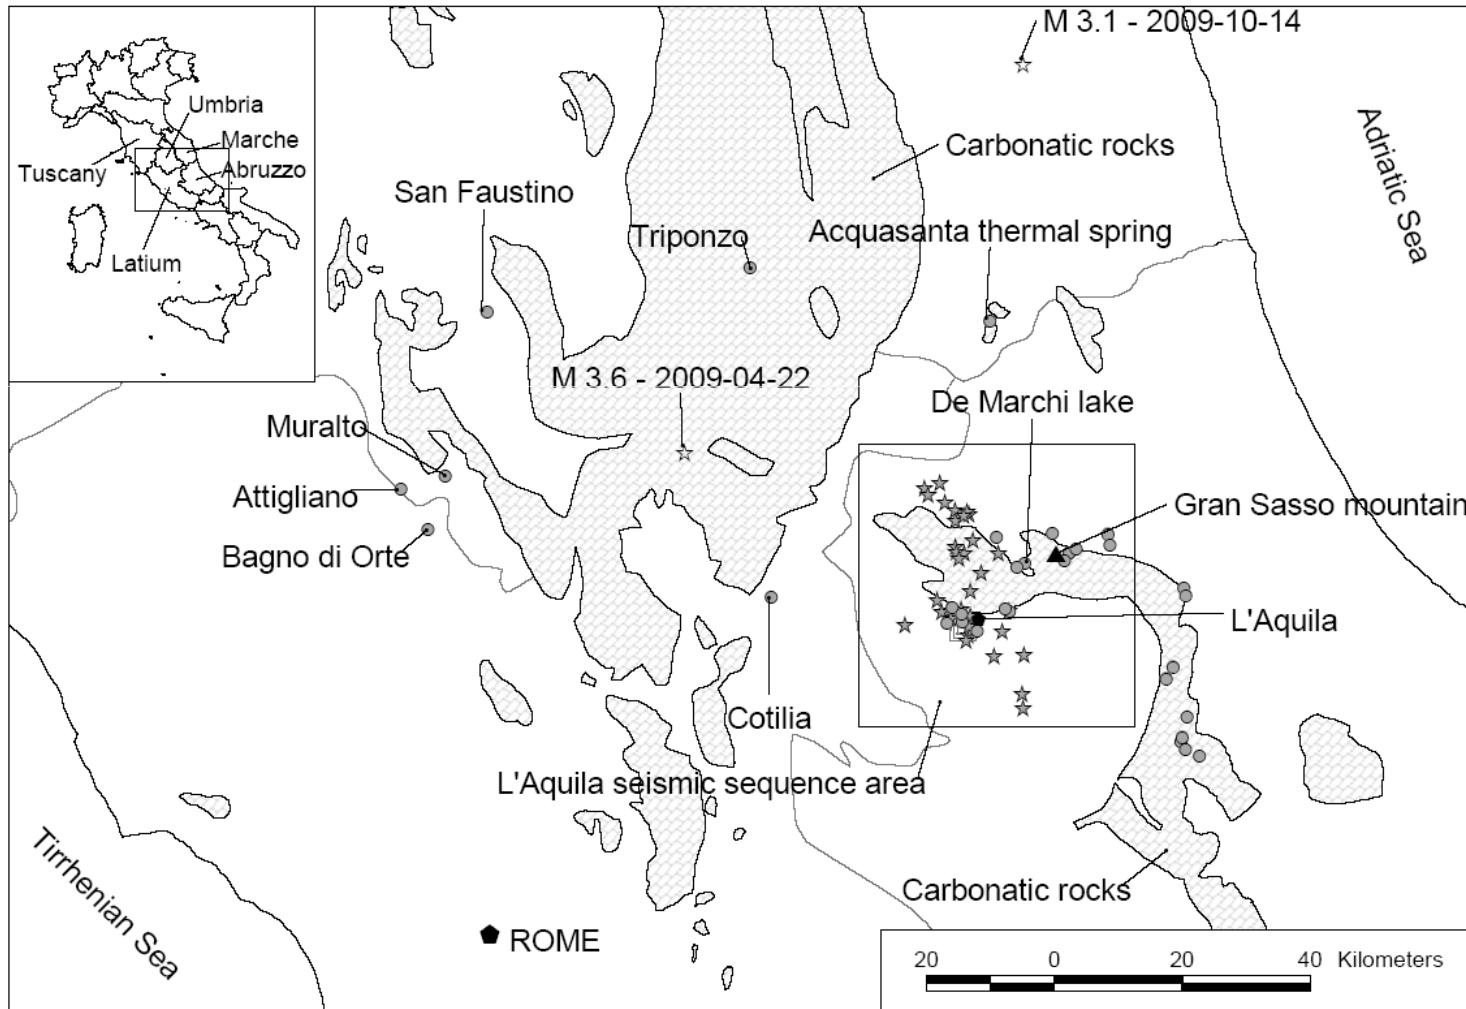 M 3.1 - 2009-10-14
Umbria
Marche
Tuscany
Abruzzo
Latium
Carbonatic rocks
Adriatic Sea
San Faustino
Triponzo
Acquasanta thermal spring
M 3.6 - 2009-04-22
De Marchi lake
Muralto
Attigliano
Gran Sasso mountain
Bagno di Orte
L'Aquila
Cotilia
L'Aquila seismic sequence area
Tirrhenian Sea
Carbonatic rocks
ROME
20 0 20 40 Kilometers